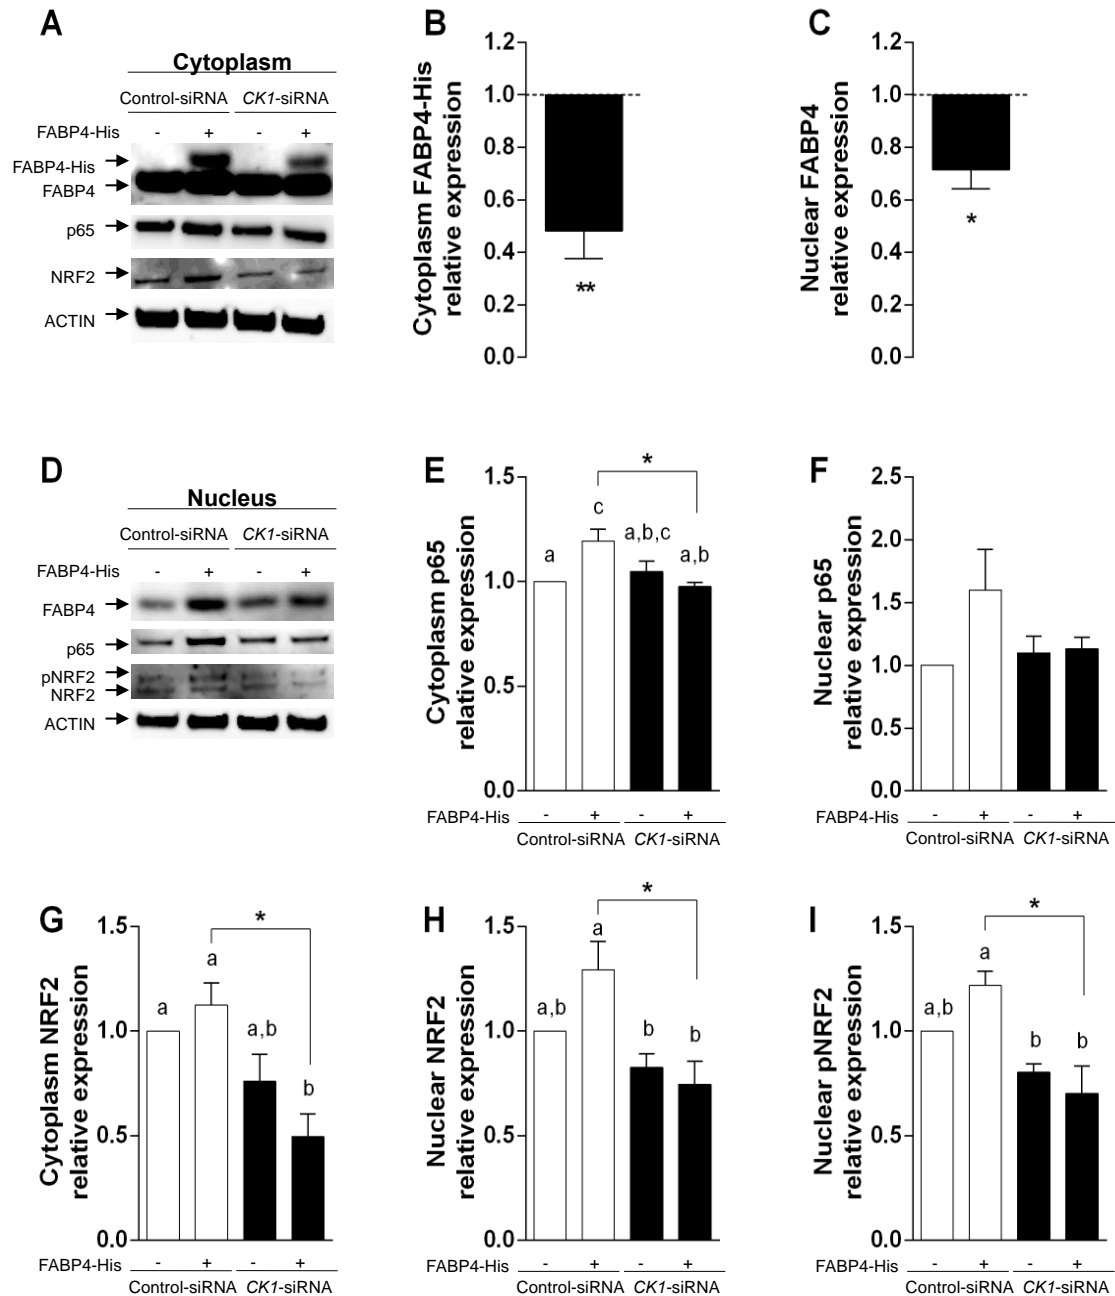 A
Cytoplasm
Control-siRNA CK1-siRNA
FABP4-His - + - +
FABP4-His
FABP4
p65
NRF2
ACTIN
B
Cytoplasm FABP4-His
relative expression
1.2
1.0
0.8
0.6
0.4
0.2
0.0
**
C
Nuclear FABP4
relative expression
1.2
1.0
0.8
0.6
0.4
0.2
0.0
*
D
Nucleus
Control-siRNA CK1-siRNA
FABP4-His - + - +
FABP4
p65
pNRF2
NRF2
ACTIN
E
Cytoplasm p65
relative expression
1.5
1.0
0.5
0.0
*
a c a,b,c a,b
FABP4-His - + - +
Control-siRNA CK1-siRNA
F
Nuclear p65
relative expression
2.5
2.0
1.5
1.0
0.5
0.0
FABP4-His - + - +
Control-siRNA CK1-siRNA
G
Cytoplasm NRF2
relative expression
1.5
1.0
0.5
0.0
*
a a a,b b
FABP4-His - + - +
Control-siRNA CK1-siRNA
H
Nuclear NRF2
relative expression
1.5
1.0
0.5
0.0
*
a,b a b b
FABP4-His - + - +
Control-siRNA CK1-siRNA
I
Nuclear pNRF2
relative expression
1.5
1.0
0.5
0.0
*
a,b a b b
FABP4-His - + - +
Control-siRNA CK1-siRNA